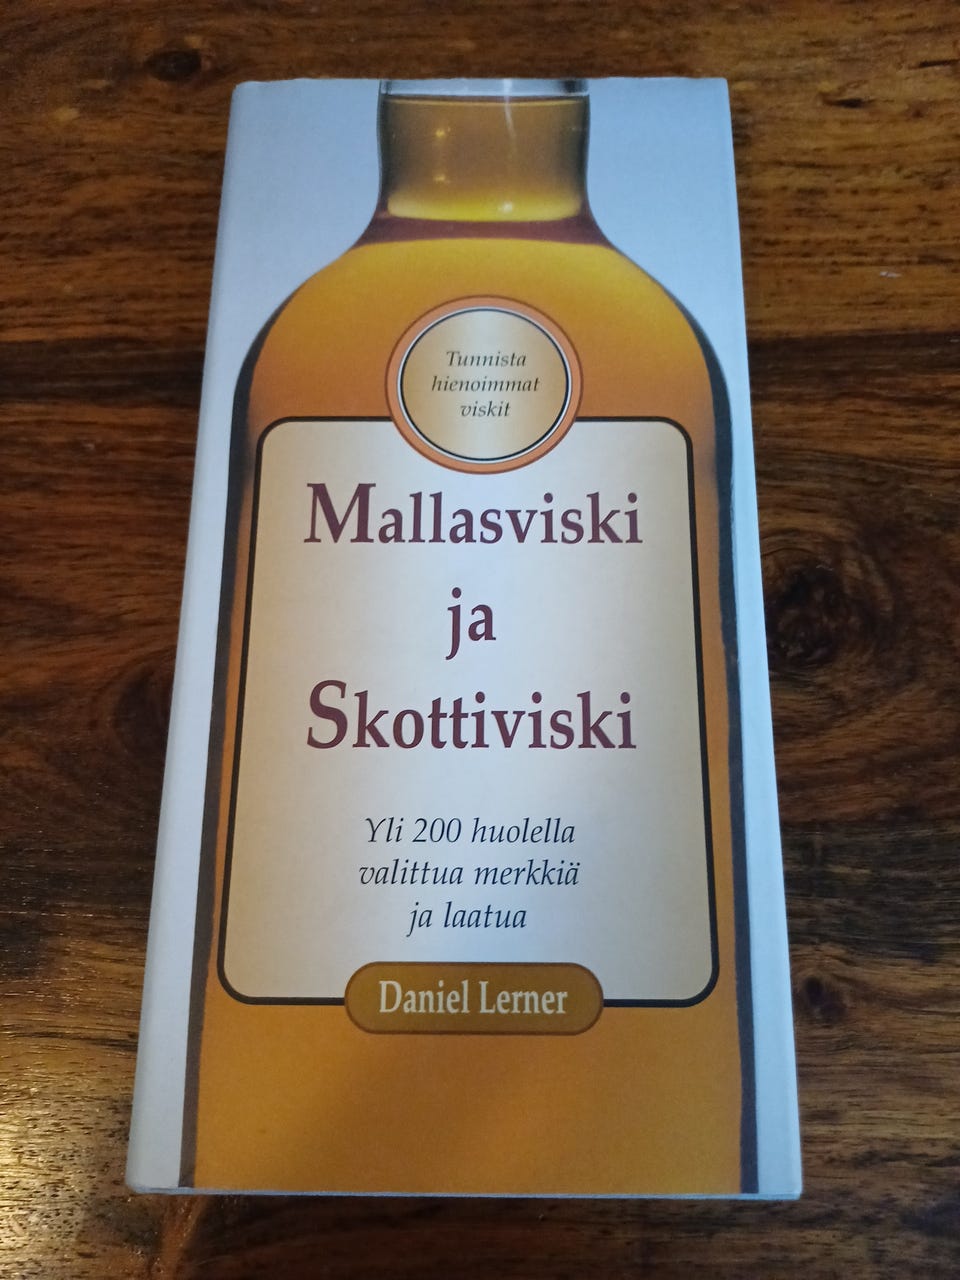 Tunnista
hienoimmat
viskit
Mallasviski
ja
Skottiviski
Yli 200 huolella
valittua merkkiä
ja laatua
Daniel Lerner